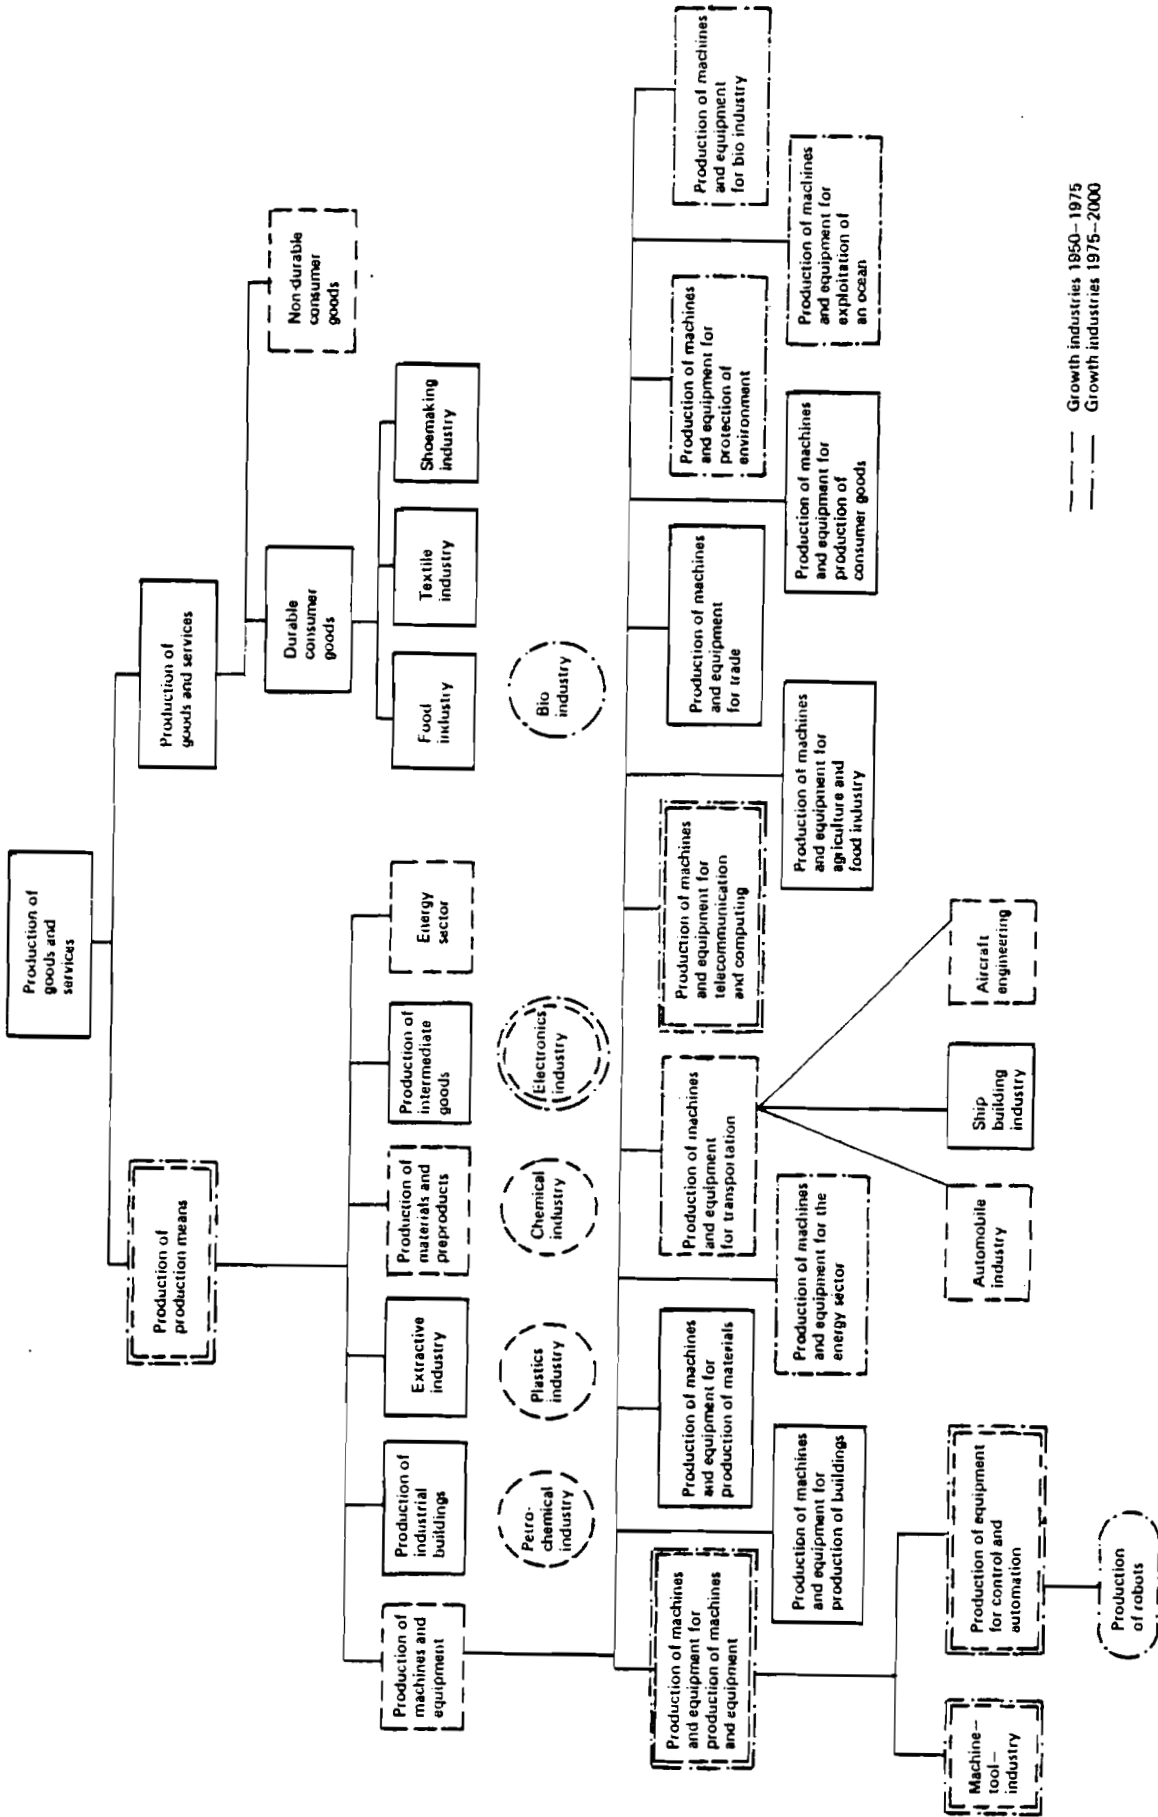 Production of
goods and
services
Production of
production means
Production of
goods and services
Durable
consumer
goods
Non-durable
consumer
goods
Production of
machines and
equipment
Production of
industrial
buildings
Extractive
industry
Production of
materials and
preproducts
Production of
intermediate
goods
Energy
sector
Food
industry
Textile
industry
Shoemaking
industry
Petro-
chemical
industry
Plastics
industry
Chemical
industry
Electronics
industry
Bio
industry
Production of machines
and equipment for
production of machines
and equipment
Production of machines
and equipment for
production of materials
Production of machines
and equipment
for transportation
Production of machines
and equipment for
telecommunication
and computing
Production of machines
and equipment
for trade
Production of machines
and equipment for
protection of
environment
Production of machines
and equipment
for bio industry
Production of machines
and equipment for
production of buildings
Production of machines
and equipment for the
energy sector
Production of machines
and equipment for
agriculture and
food industry
Production of machines
and equipment for
production of
consumer goods
Production of machines
and equipment for
exploitation of
an ocean
Machine-
tool-
industry
Production of equipment
for control and
automation
Automobile
industry
Ship
building
industry
Aircraft
engineering
Production
of robots
Growth industries 1950-1975
Growth industries 1975-2000